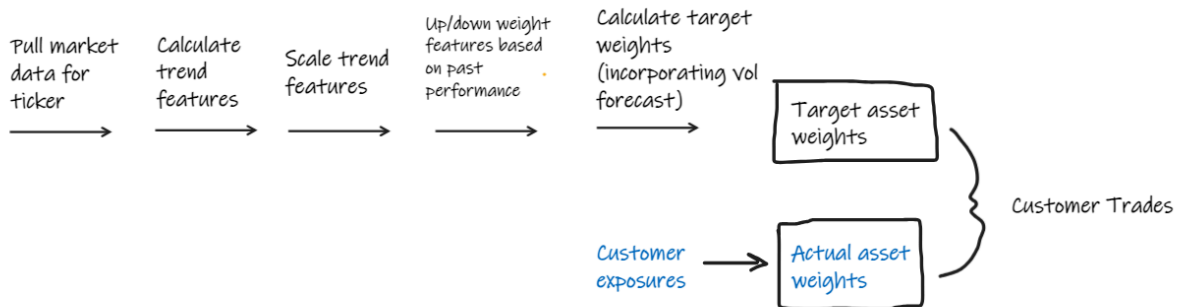 Pull market
data for
ticker
Calculate
trend
features
Scale trend
features
Up/down weight
features based
on past
performance
Calculate target
weights
(incorporating vol
forecast)
Target asset
weights
Customer Trades
Customer
exposures
Actual asset
weights